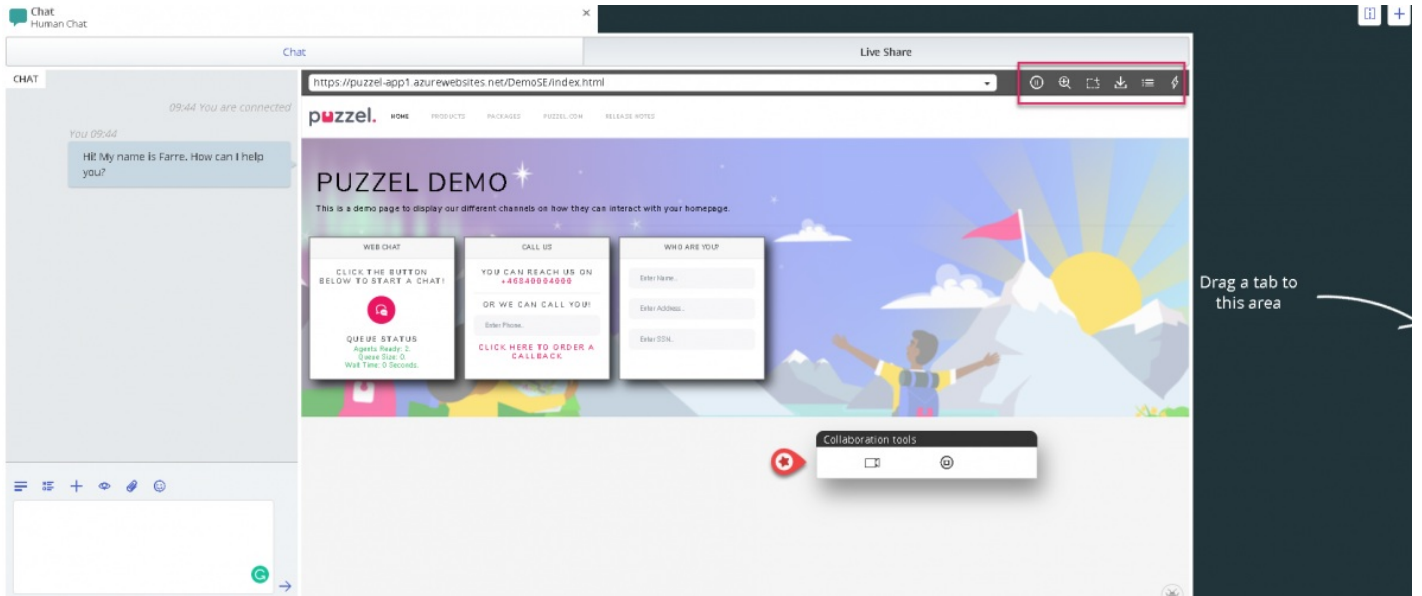 Chat
Human Chat
Chat
Live Share
CHAT
09:44 You are connected
You 09:44
Hi! My name is Farre. How can I help
you?
https://puzzel-app1.azurewebsites.net/DemoSE/index.html
puzzel.
HOME
PRODUCTS
PACKAGES
PUZZEL.COM
RELEASE NOTES
PUZZEL DEMO
This is a demo page to display our different channels on how they can interact with your homepage.
WEB CHAT
CLICK THE BUTTON
BELOW TO START A CHAT!
QUEUE STATUS
Agents Ready: 2.
Queue Size: 0.
Wait Time: 0 Seconds.
CALL US
YOU CAN REACH US ON
+46840004000
OR WE CAN CALL YOU!
Enter Phone..
CLICK HERE TO ORDER A
CALLBACK
WHO ARE YOU?
Enter Name..
Enter Address..
Enter SSN..
Collaboration tools
Drag a tab to
this area